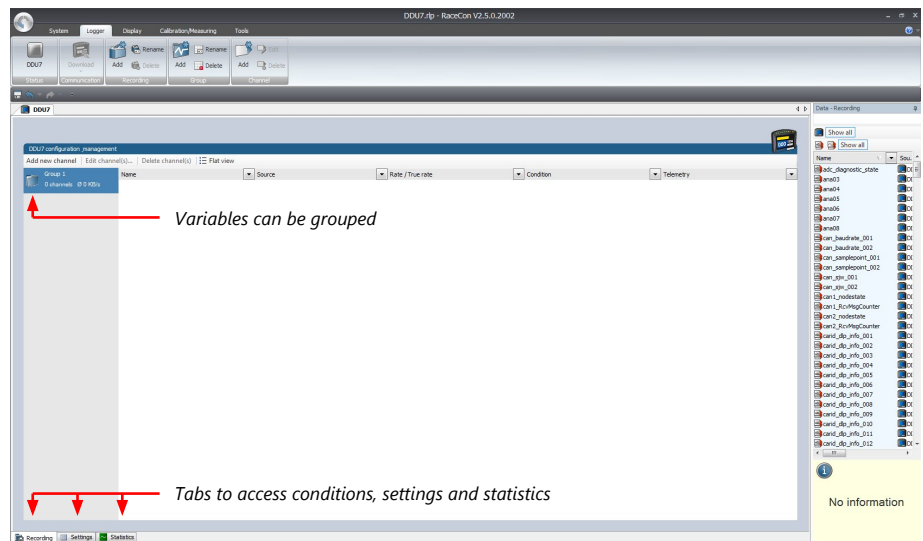 DDU7.rlp - RaceCon V2.5.0.2002
System Logger Display Calibration/Measuring Tools
DDU7 Download Add Rename Delete Add Rename Delete Add Edit Delete
Status Communication Recording Group Channel
DDU7
DDU7 configuration_management
Add new channel Edit channel(s)... Delete channel(s) Flat view
Group 1
0 channels Ø 0 KB/s
Name Source Rate / True rate Condition Telemetry
Variables can be grouped
Tabs to access conditions, settings and statistics
Recording Settings Statistics
Data - Recording
Show all
Show all
Name Sou.
adc_diagnostic_state
ana03
ana04
ana05
ana06
ana07
ana08
can_baudrate_001
can_baudrate_002
can_samplepoint_001
can_samplepoint_002
can_sjw_001
can_sjw_002
can1_nodestate
can1_RcvMsgCounter
can2_nodestate
can2_RcvMsgCounter
carid_dlp_info_001
carid_dlp_info_002
carid_dlp_info_003
carid_dlp_info_004
carid_dlp_info_005
carid_dlp_info_006
carid_dlp_info_007
carid_dlp_info_008
carid_dlp_info_009
carid_dlp_info_010
carid_dlp_info_011
carid_dlp_info_012
No information